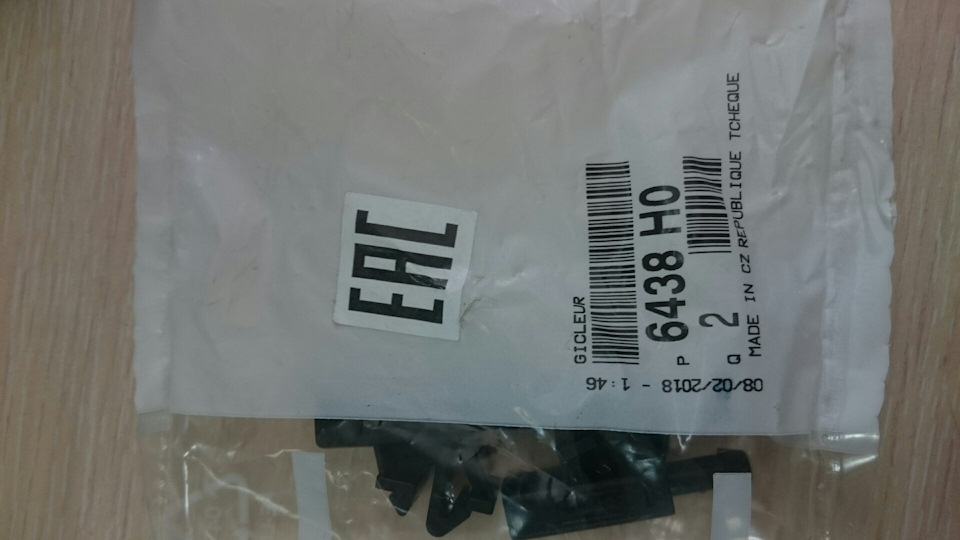 EAC
GICLEUR
P 6438 H0
Q 2
MADE IN CZ REPUBLIQUE TCHEQUE
08/02/2018 - 1:46